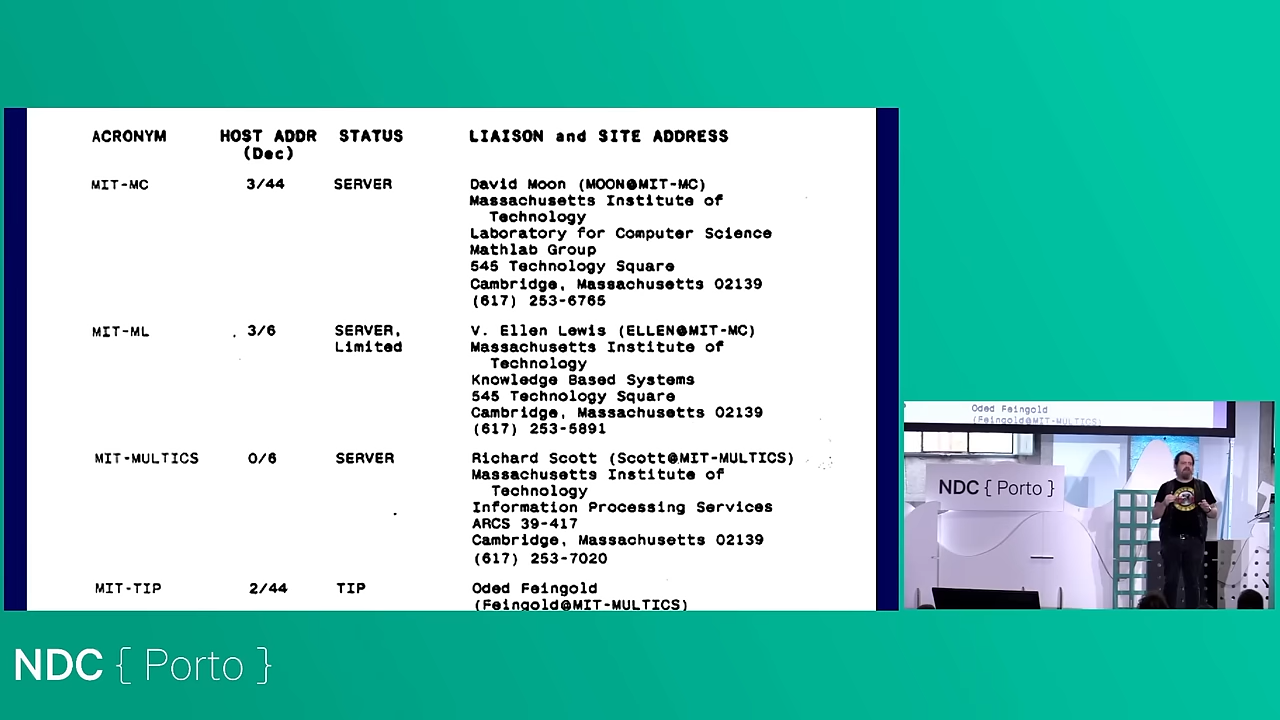 ACRONYM HOST ADDR STATUS LIAISON and SITE ADDRESS
(Dec)
MIT-MC 3/44 SERVER David Moon (MOON@MIT-MC)
Massachusetts Institute of
Technology
Laboratory for Computer Science
Mathlab Group
545 Technology Square
Cambridge, Massachusetts 02139
(617) 253-6765
MIT-ML 3/6 SERVER, V. Ellen Lewis (ELLEN@MIT-MC)
Limited Massachusetts Institute of
Technology
Knowledge Based Systems
545 Technology Square
Cambridge, Massachusetts 02139
(617) 253-5891
MIT-MULTICS 0/6 SERVER Richard Scott (Scott@MIT-MULTICS)
Massachusetts Institute of
Technology
Information Processing Services
ARCS 39-417
Cambridge, Massachusetts 02139
(617) 253-7020
MIT-TIP 2/44 TIP Oded Feingold
(Feingold@MIT-MULTICS)
Oded Feingold
(Feingold@MIT-MULTICS)
NDC { Porto }
NDC { Porto }